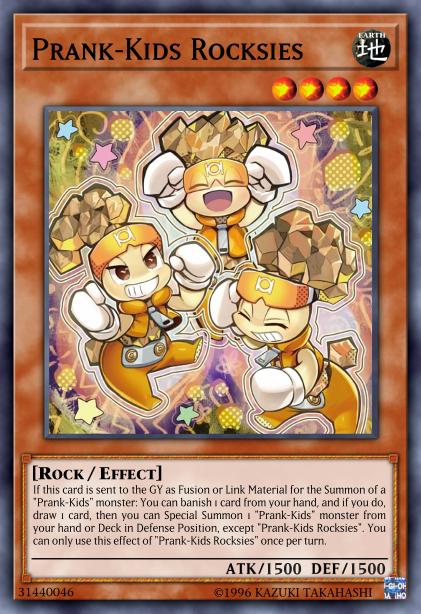 PRANK-KIDS ROCKSIES
EARTH
地
[ROCK / EFFECT]
If this card is sent to the GY as Fusion or Link Material for the Summon of a
"Prank-Kids" monster: You can banish 1 card from your hand, and if you do,
draw 1 card, then you can Special Summon 1 "Prank-Kids" monster from
your hand or Deck in Defense Position, except "Prank-Kids Rocksies". You
can only use this effect of "Prank-Kids Rocksies" once per turn.
ATK/1500 DEF/1500
31440046
©1996 KAZUKI TAKAHASHI